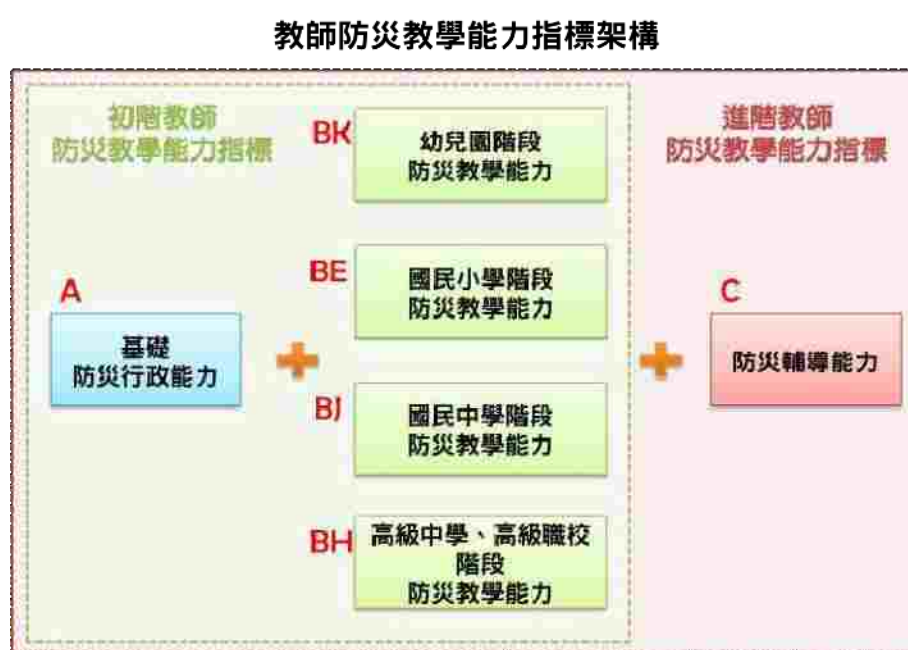 教師防災教學能力指標架構
初階教師
防災教學能力指標
A
基礎
防災行政能力
BK
幼兒園階段
防災教學能力
BE
國民小學階段
防災教學能力
BJ
國民中學階段
防災教學能力
BH
高級中學、高級職校
階段
防災教學能力
進階教師
防災教學能力指標
C
防災輔導能力